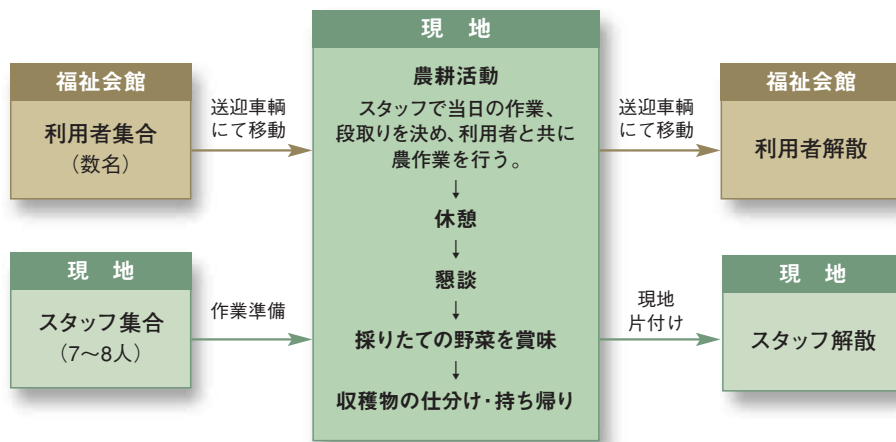 福祉会館
利用者集合
（数名）
送迎車輌
にて移動
現 地
スタッフ集合
（7〜8人）
作業準備
現 地
農耕活動
スタッフで当日の作業、
段取りを決め、利用者と共に
農作業を行う。
↓
休憩
↓
懇談
↓
採りたての野菜を賞味
↓
収穫物の仕分け・持ち帰り
送迎車輌
にて移動
福祉会館
利用者解散
現地
片付け
現 地
スタッフ解散